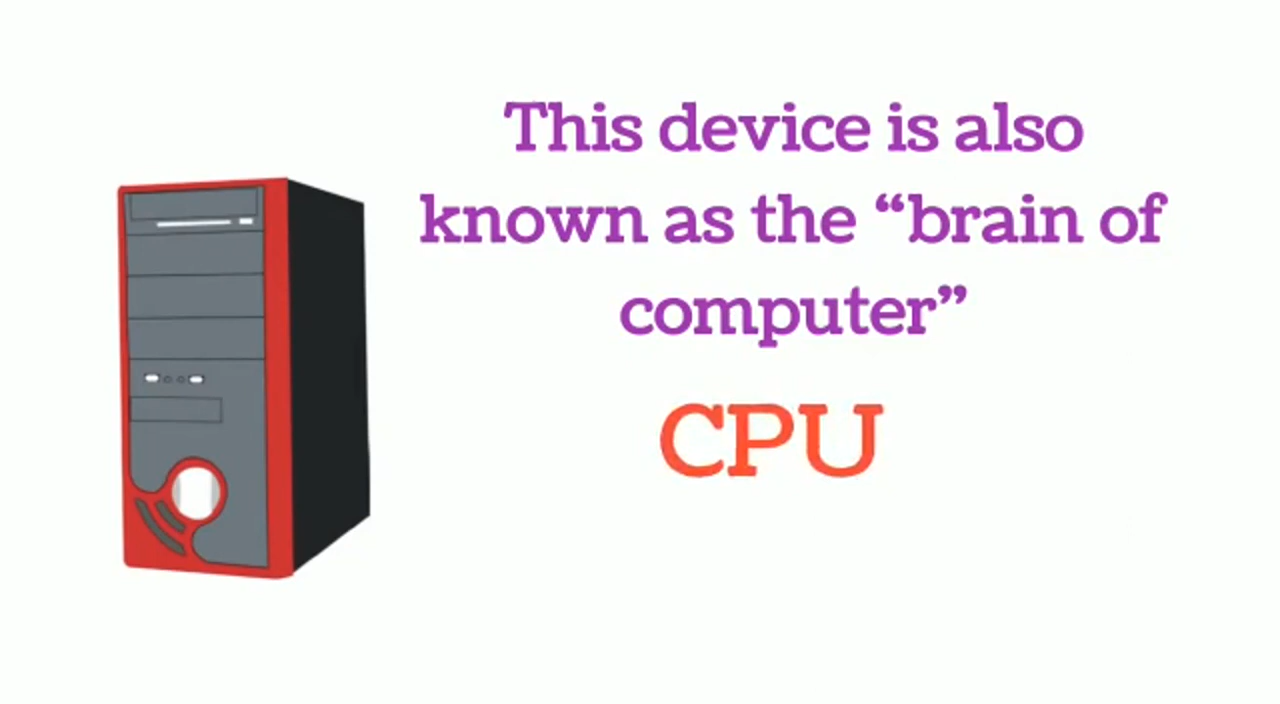 This device is also
known as the “brain of
computer”
CPU